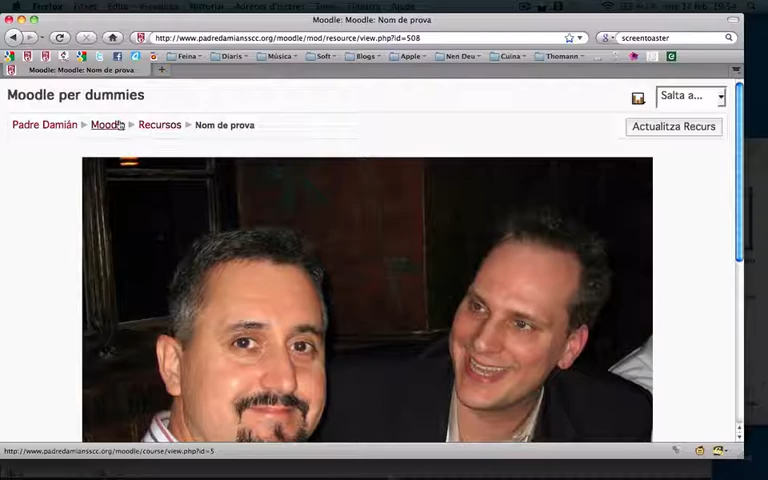 Moodle: Moodle: Nom de prova
http://www.padredamiansscc.org/moodle/mod/resource/view.php?id=508
screentoaster
Feina
Diaris
Música
Soft
Blogs
Apple
Nen Deu
Cuina
Thomann
Moodle: Moodle: Nom de prova
Moodle per dummies
Salta a...
Padre Damián
Moodle
Recursos
Nom de prova
Actualitza Recurs
http://www.padredamiansscc.org/moodle/course/view.php?id=5